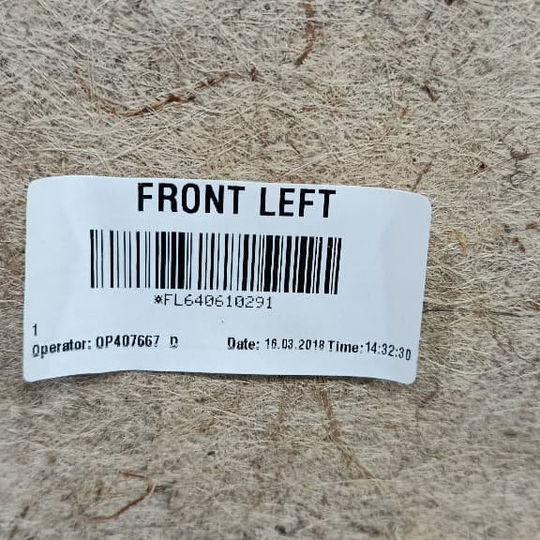 FRONT LEFT
*FL640610291
1
Operator: OP407667 D
Date: 16.03.2018 Time:14:32:30